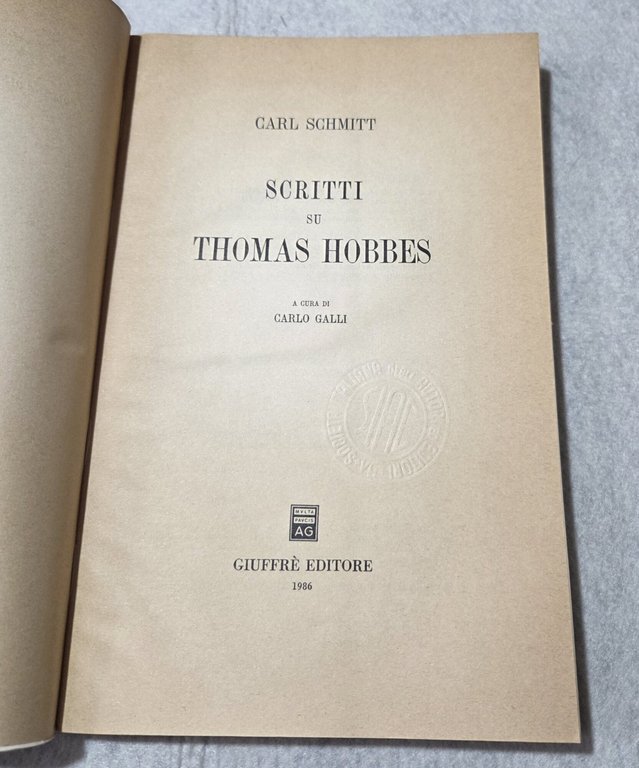 CARL SCHMITT
SCRITTI
SU
THOMAS HOBBES
A CURA DI
CARLO GALLI
MVLTA
PAVCIS
AG
GIUFFRÈ EDITORE
1986